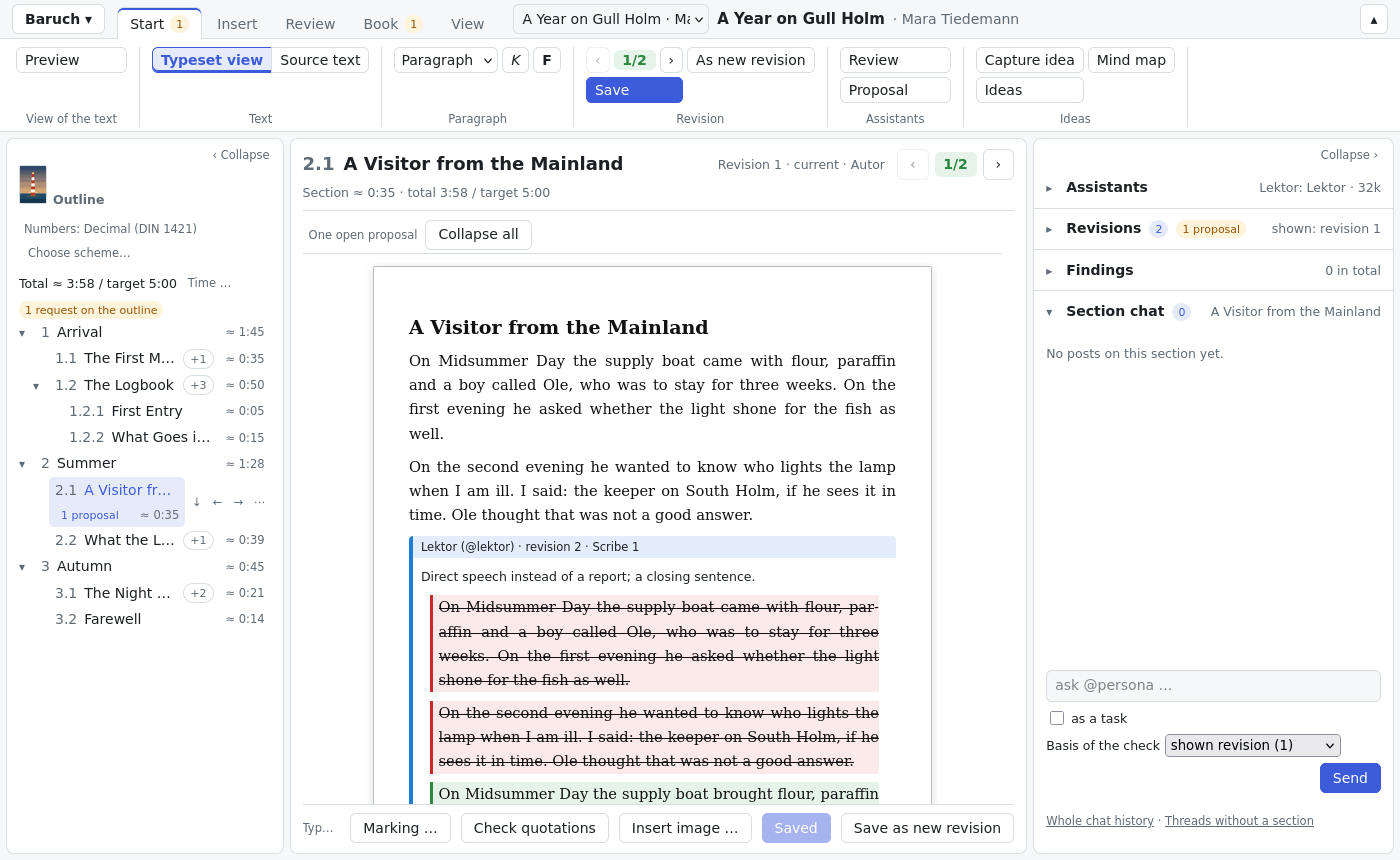 Baruch ▾ Start 1 Insert Review Book 1 View A Year on Gull Holm · A Year on Gull Holm · Mara Tiedemann ▴
Preview Typeset view Source text Paragraph K F ‹ 1/2 › As new revision Review Capture idea Mind map
Save Proposal Ideas
View of the text Text Paragraph Revision Assistants Ideas
‹ Collapse
Outline
Numbers: Decimal (DIN 1421)
Choose scheme…
Total ≈ 3:58 / target 5:00 Time …
1 request on the outline
▾ 1 Arrival ≈ 1:45
1.1 The First M… +1 ≈ 0:35
▾ 1.2 The Logbook +3 ≈ 0:50
1.2.1 First Entry ≈ 0:05
1.2.2 What Goes i… ≈ 0:15
▾ 2 Summer ≈ 1:28
2.1 A Visitor fr… ↓ ← → ···
1 proposal ≈ 0:35
2.2 What the L… +1 ≈ 0:39
▾ 3 Autumn ≈ 0:45
3.1 The Night … +2 ≈ 0:21
3.2 Farewell ≈ 0:14
2.1 A Visitor from the Mainland Revision 1 · current · Autor ‹ 1/2 ›
Section ≈ 0:35 · total 3:58 / target 5:00
One open proposal Collapse all
A Visitor from the Mainland
On Midsummer Day the supply boat came with flour, paraffin
and a boy called Ole, who was to stay for three weeks. On the
first evening he asked whether the light shone for the fish as
well.
On the second evening he wanted to know who lights the lamp
when I am ill. I said: the keeper on South Holm, if he sees it in
time. Ole thought that was not a good answer.
Lektor (@lektor) · revision 2 · Scribe 1
Direct speech instead of a report; a closing sentence.
On Midsummer Day the supply boat came with flour, par-
affin and a boy called Ole, who was to stay for three
weeks. On the first evening he asked whether the light
shone for the fish as well.
On the second evening he wanted to know who lights the
lamp when I am ill. I said: the keeper on South Holm, if he
sees it in time. Ole thought that was not a good answer.
On Midsummer Day the supply boat brought flour, paraffin
Typ… Marking … Check quotations Insert image … Saved Save as new revision
Collapse ›
▸ Assistants Lektor: Lektor · 32k
▸ Revisions 2 1 proposal shown: revision 1
▸ Findings 0 in total
▾ Section chat 0 A Visitor from the Mainland
No posts on this section yet.
ask @persona …
as a task
Basis of the check shown revision (1)
Send
Whole chat history · Threads without a section